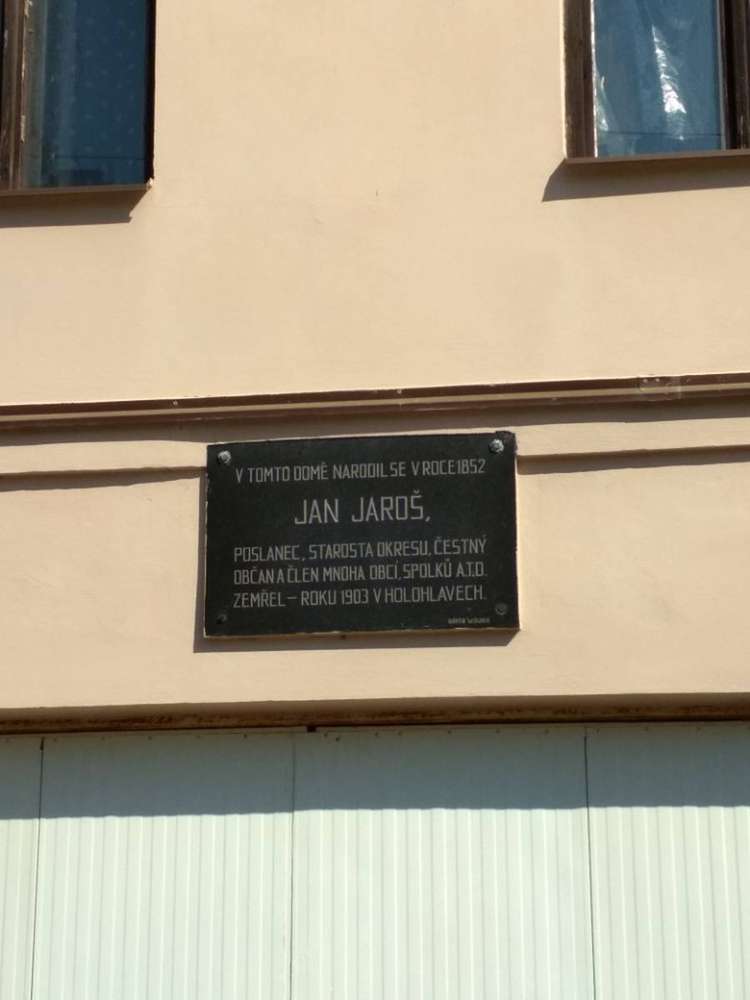 V TOMTO DOMĚ NARODIL SE V ROCE 1852
JAN JAROŠ,
POSLANEC, STAROSTA OKRESU, ČESTNÝ
OBČAN A ČLEN MNOHA OBCÍ, SPOLKŮ A.T.D.
ZEMŘEL – ROKU 1903 V HOLOHLAVECH.